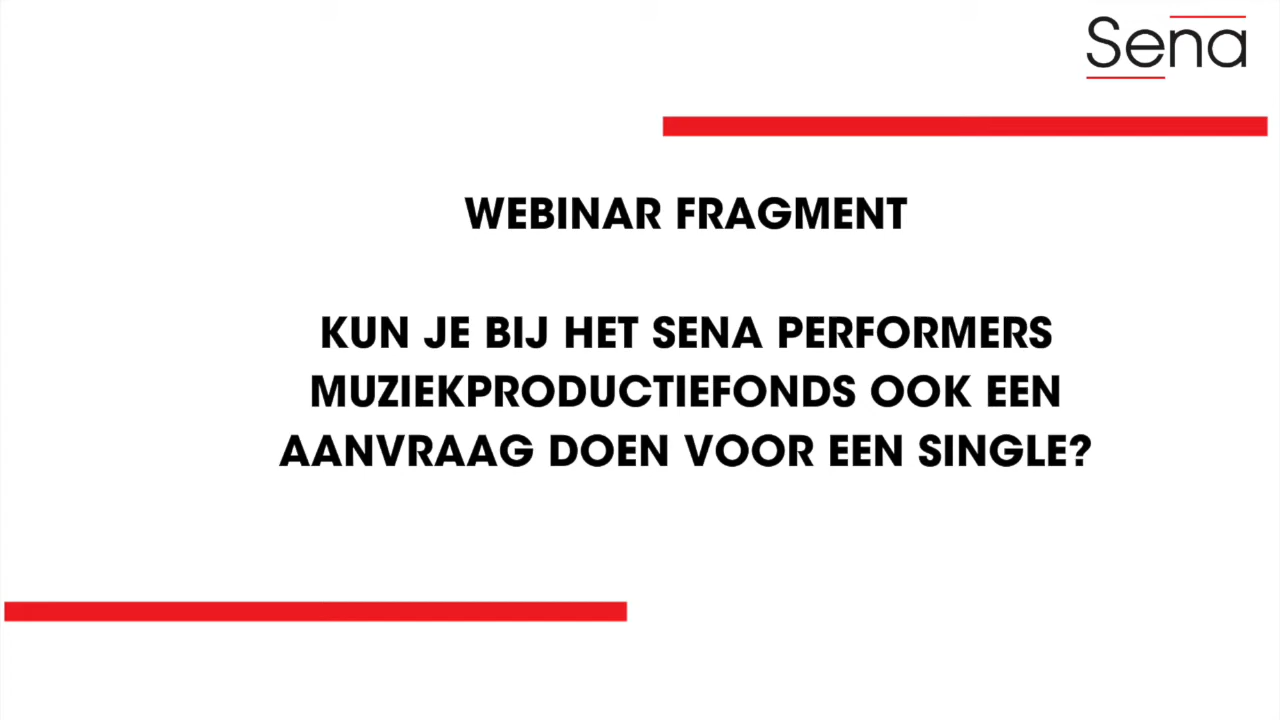 Sena
WEBINAR FRAGMENT
KUN JE BIJ HET SENA PERFORMERS
MUZIEKPRODUCTIEFONDS OOK EEN
AANVRAAG DOEN VOOR EEN SINGLE?